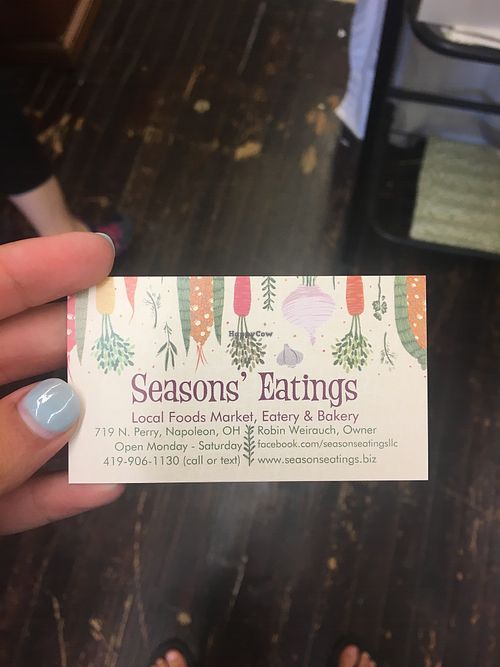 HappyCow
Seasons' Eatings
Local Foods Market, Eatery & Bakery
719 N. Perry, Napoleon, OH
Open Monday - Saturday
419-906-1130 (call or text)
Robin Weirauch, Owner
facebook.com/seasonseatingsllc
www.seasonseatings.biz